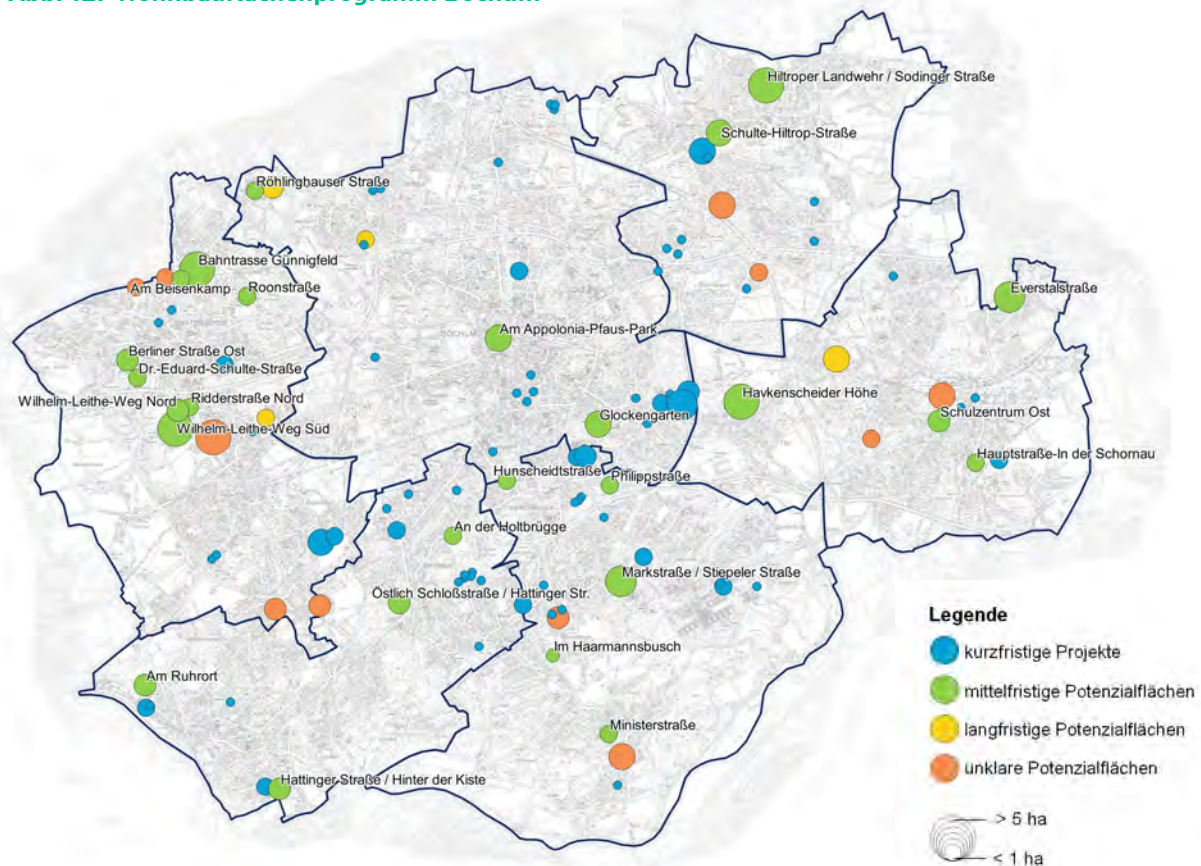 Hiltroper Landwehr / Sodinger Straße
Schulte-Hiltrop-Straße
Röhlinghauser Straße
Bahntrasse Günnigfeld
Am Beisenkamp
Roonstraße
Everstalstraße
Am Appolonia-Pfaus-Park
Berliner Straße Ost
Dr.-Eduard-Schulte-Straße
Wilhelm-Leithe-Weg Nord
Ridderstraße Nord
Havkenscheider Höhe
Wilhelm-Leithe-Weg Süd
Glockengarten
Schulzentrum Ost
Hauptstraße-In der Schornau
Hunscheidtstraße
Philippstraße
An der Holtbrügge
Markstraße / Stiepeler Straße
Östlich Schloßstraße / Hattinger Str.
Im Haarmannsbusch
Am Ruhrort
Ministerstraße
Hattinger Straße / Hinter der Kiste
Legende
kurzfristige Projekte
mittelfristige Potenzialflächen
langfristige Potenzialflächen
unklare Potenzialflächen
> 5 ha
< 1 ha